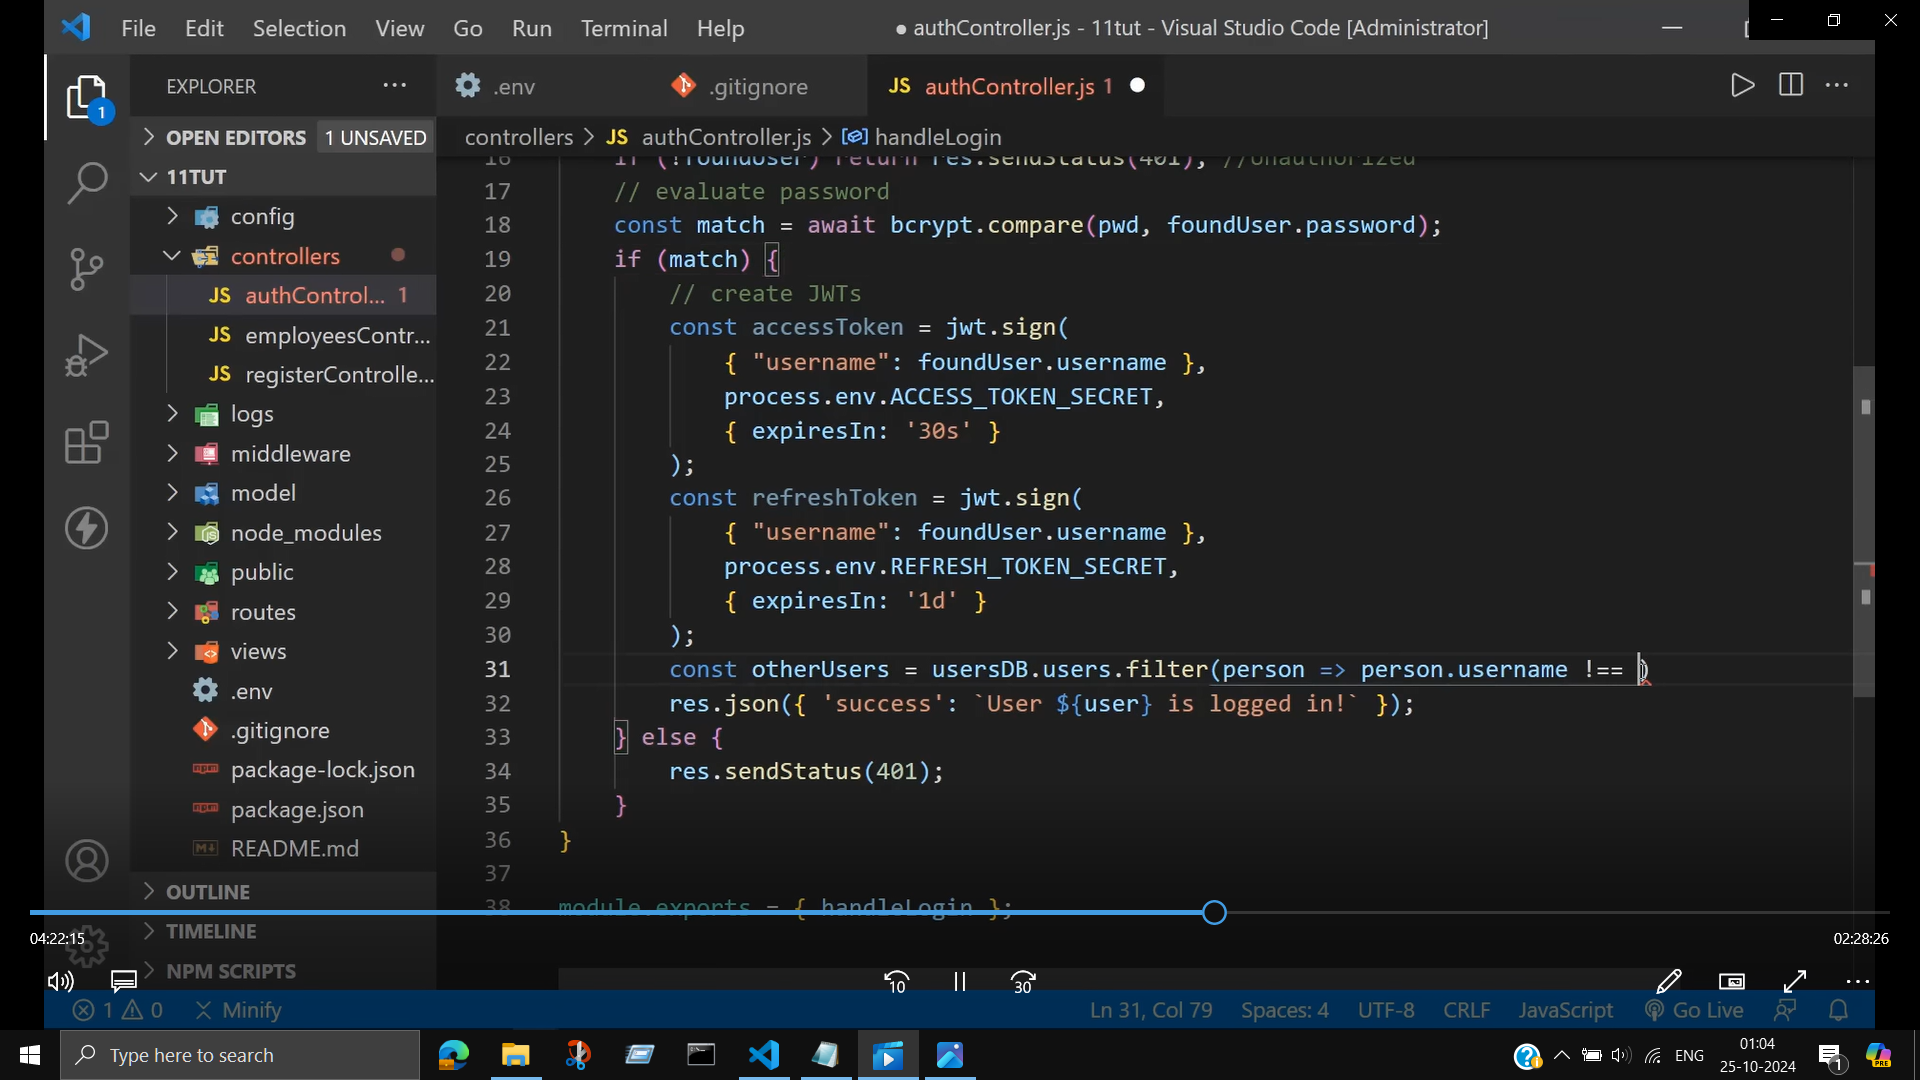 File Edit Selection View Go Run Terminal Help
● authController.js - 11tut - Visual Studio Code [Administrator]
EXPLORER
.env
.gitignore
JS authController.js 1
OPEN EDITORS 1 UNSAVED
controllers > JS authController.js > handleLogin
11TUT
config
controllers
JS authControl... 1
JS employeesContr...
JS registerControlle...
logs
middleware
model
node_modules
public
routes
views
.env
.gitignore
package-lock.json
package.json
README.md
OUTLINE
TIMELINE
NPM SCRIPTS
16 if (!foundUser) return res.sendStatus(401); //Unauthorized
17 // evaluate password
18 const match = await bcrypt.compare(pwd, foundUser.password);
19 if (match) {
20 // create JWTs
21 const accessToken = jwt.sign(
22 { "username": foundUser.username },
23 process.env.ACCESS_TOKEN_SECRET,
24 { expiresIn: '30s' }
25 );
26 const refreshToken = jwt.sign(
27 { "username": foundUser.username },
28 process.env.REFRESH_TOKEN_SECRET,
29 { expiresIn: '1d' }
30 );
31 const otherUsers = usersDB.users.filter(person => person.username !== )
32 res.json({ 'success': `User ${user} is logged in!` });
33 } else {
34 res.sendStatus(401);
35 }
36 }
37
38 module.exports = { handleLogin };
04:22:15
02:28:26
10
30
1 0 Minify
Ln 31, Col 79 Spaces: 4 UTF-8 CRLF JavaScript Go Live
Type here to search
ENG
01:04
25-10-2024
1
PRE